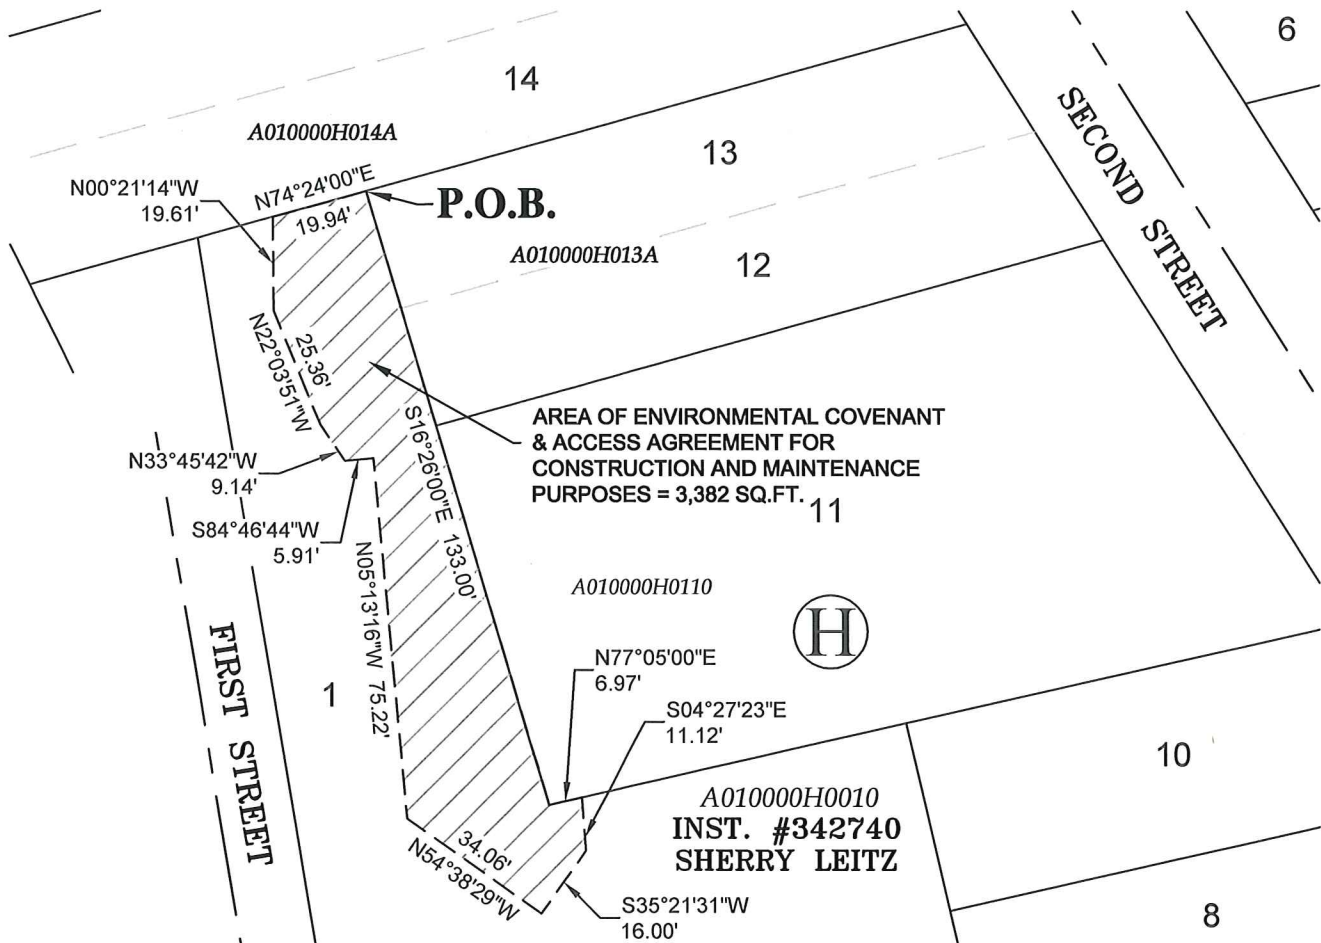 6
14
SECOND STREET
A010000H014A
13
N00°21'14"W
19.61'
N74°24'00"E
19.94'
P.O.B.
A010000H013A
12
N22°03'51"W
25.36'
S16°26'00"E 133.00'
AREA OF ENVIRONMENTAL COVENANT
& ACCESS AGREEMENT FOR
CONSTRUCTION AND MAINTENANCE
PURPOSES = 3,382 SQ.FT.
11
N33°45'42"W
9.14'
S84°46'44"W
5.91'
N05°13'16"W 75.22'
A010000H0110
H
FIRST STREET
1
N77°05'00"E
6.97'
S04°27'23"E
11.12'
10
A010000H0010
INST. #342740
SHERRY LEITZ
34.06'
N54°38'29"W
S35°21'31"W
16.00'
8